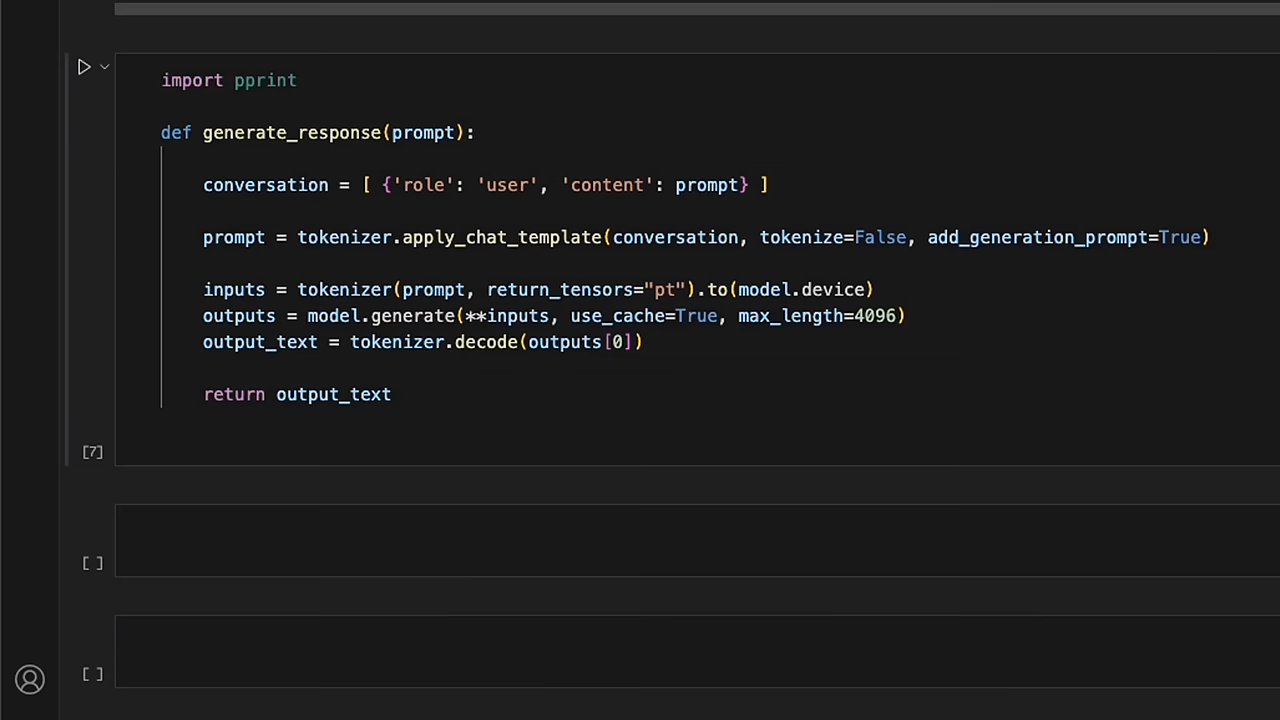 import pprint
def generate_response(prompt):
conversation = [ {'role': 'user', 'content': prompt} ]
prompt = tokenizer.apply_chat_template(conversation, tokenize=False, add_generation_prompt=True)
inputs = tokenizer(prompt, return_tensors="pt").to(model.device)
outputs = model.generate(**inputs, use_cache=True, max_length=4096)
output_text = tokenizer.decode(outputs[0])
return output_text
[7]
[ ]
[ ]